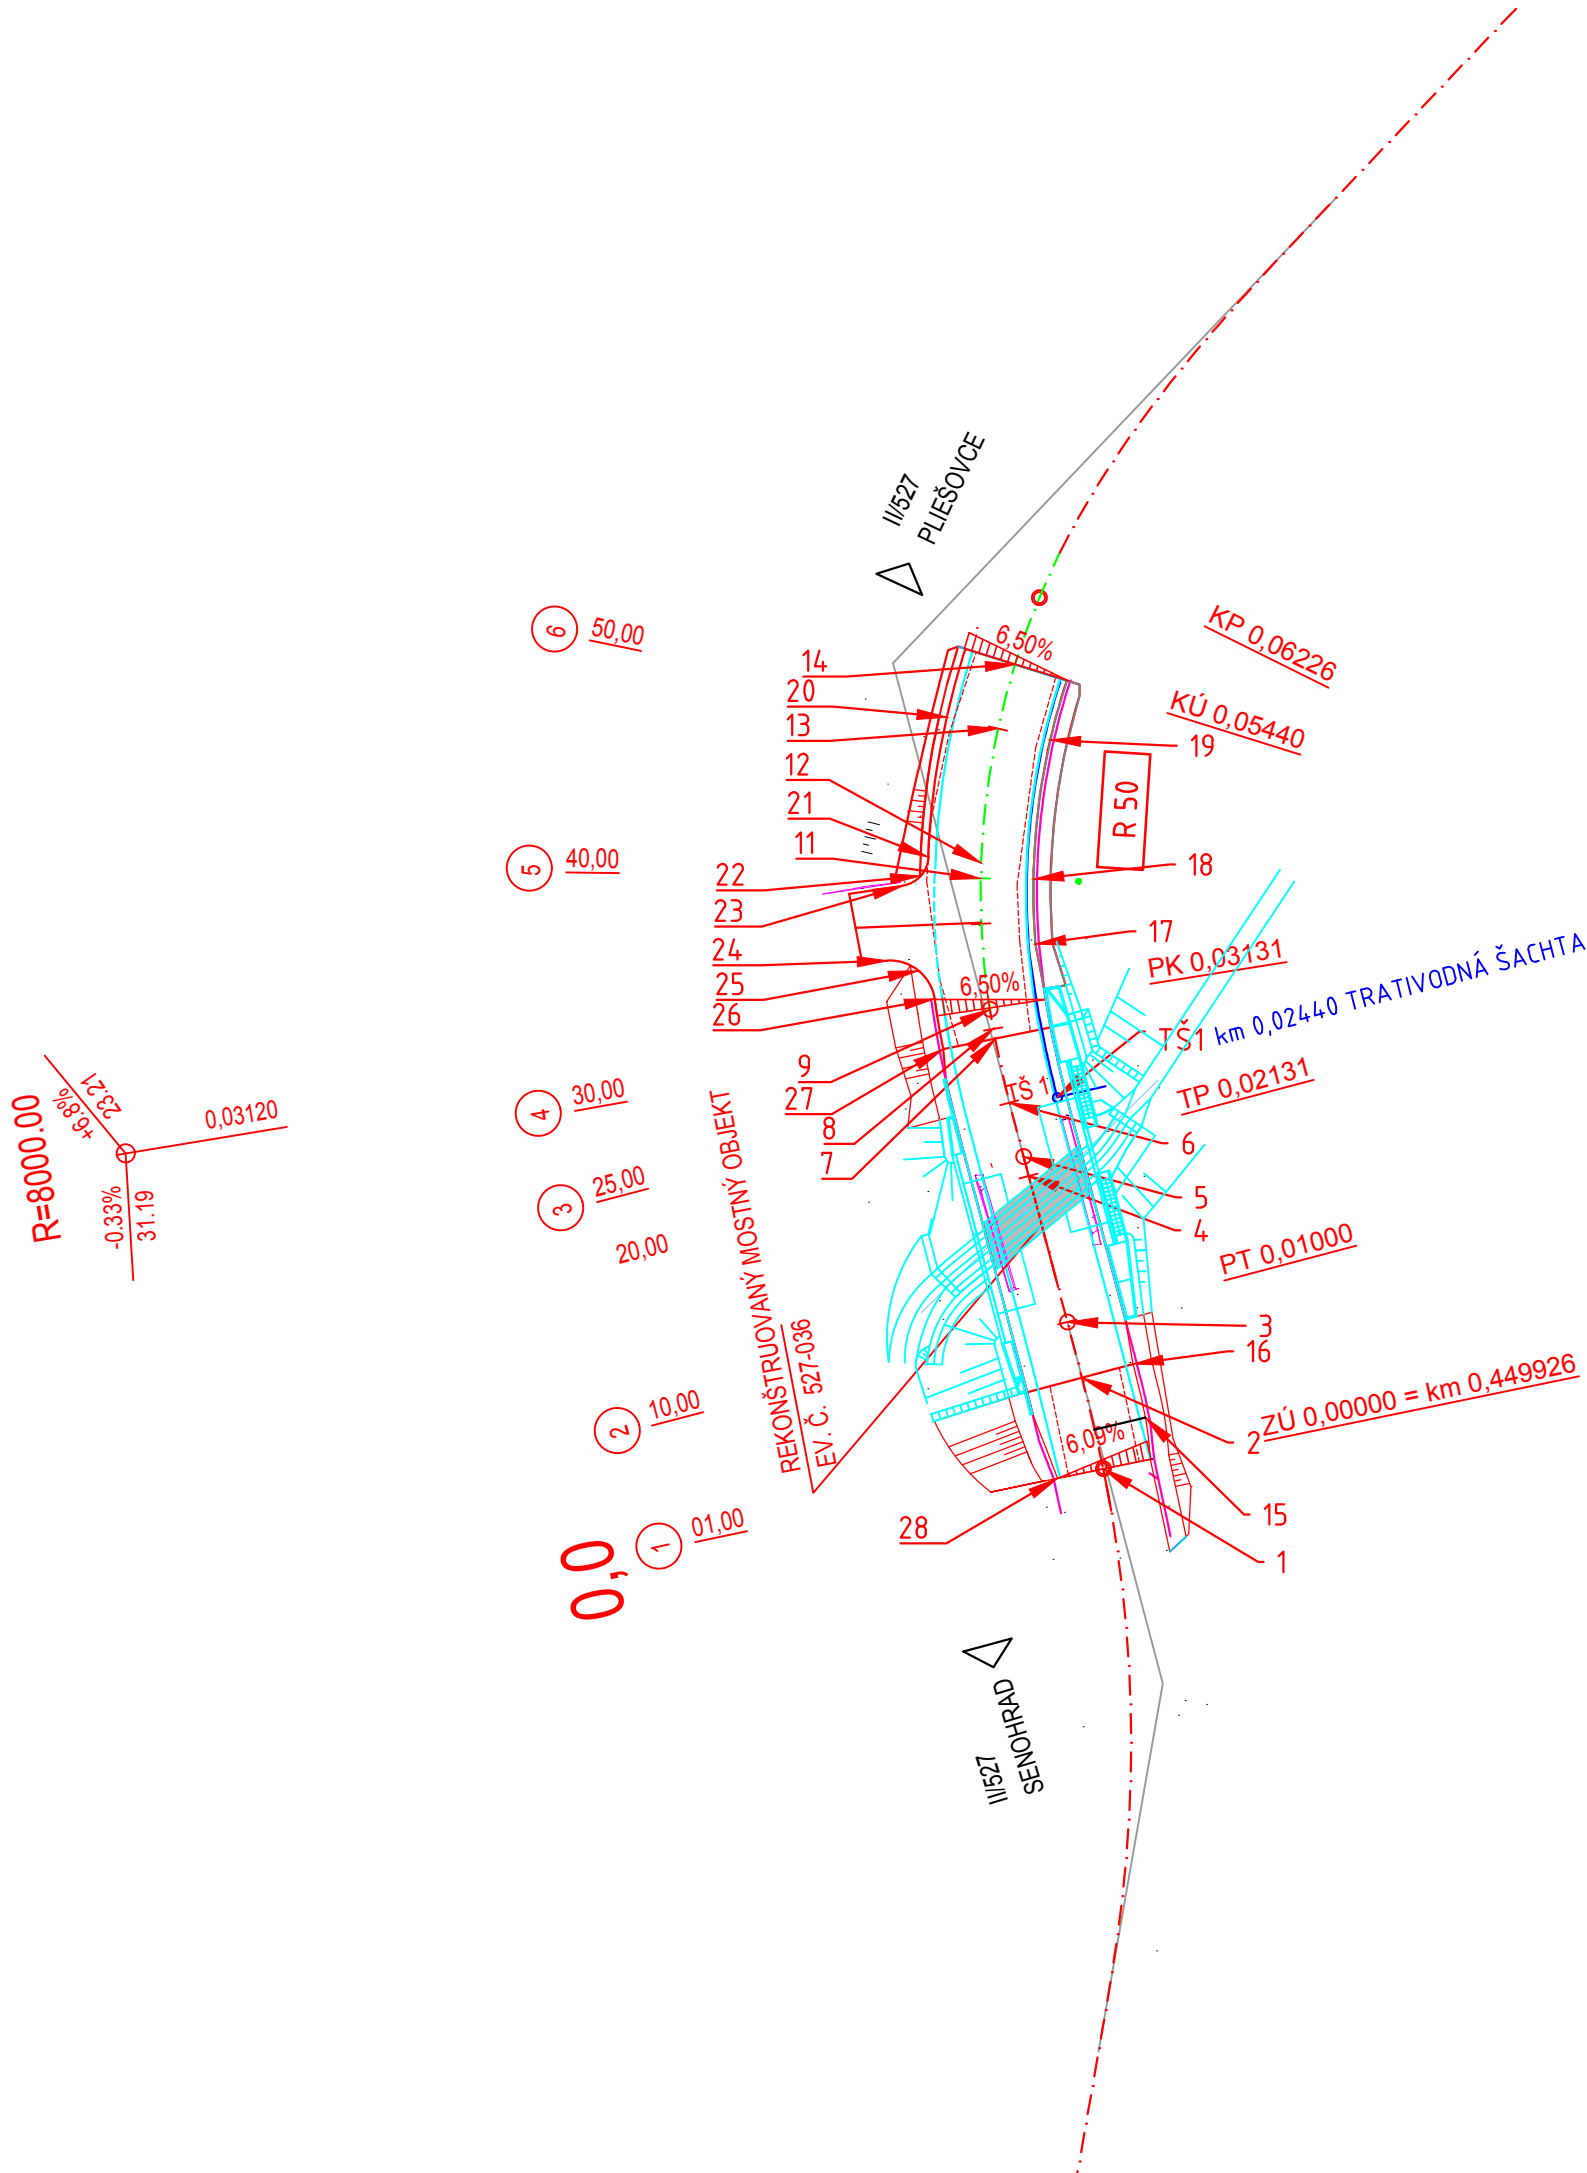 II/527
PLIEŠOVCE
6
50,00
6,50%
KP 0,06226
14
20
13
KÚ 0,05440
19
12
21
R 50
11
5
40,00
18
22
23
17
24
PK 0,03131
25
6,50%
26
TŠ1
km 0,02440 TRATIVODNÁ ŠACHTA
9
TŠ 1
TP 0,02131
27
8
6
7
R=8000.00
+6.8%
23.21
0,03120
-0.33%
31.19
4
30,00
3
25,00
20,00
5
4
REKONŠTRUOVANÝ MOSTNÝ OBJEKT
EV. Č. 527-036
PT 0,01000
3
16
2
10,00
6,09%
2
ZÚ 0,00000 = km 0,449926
15
28
1
01,00
1
0,0
II/527
SENOHRAD